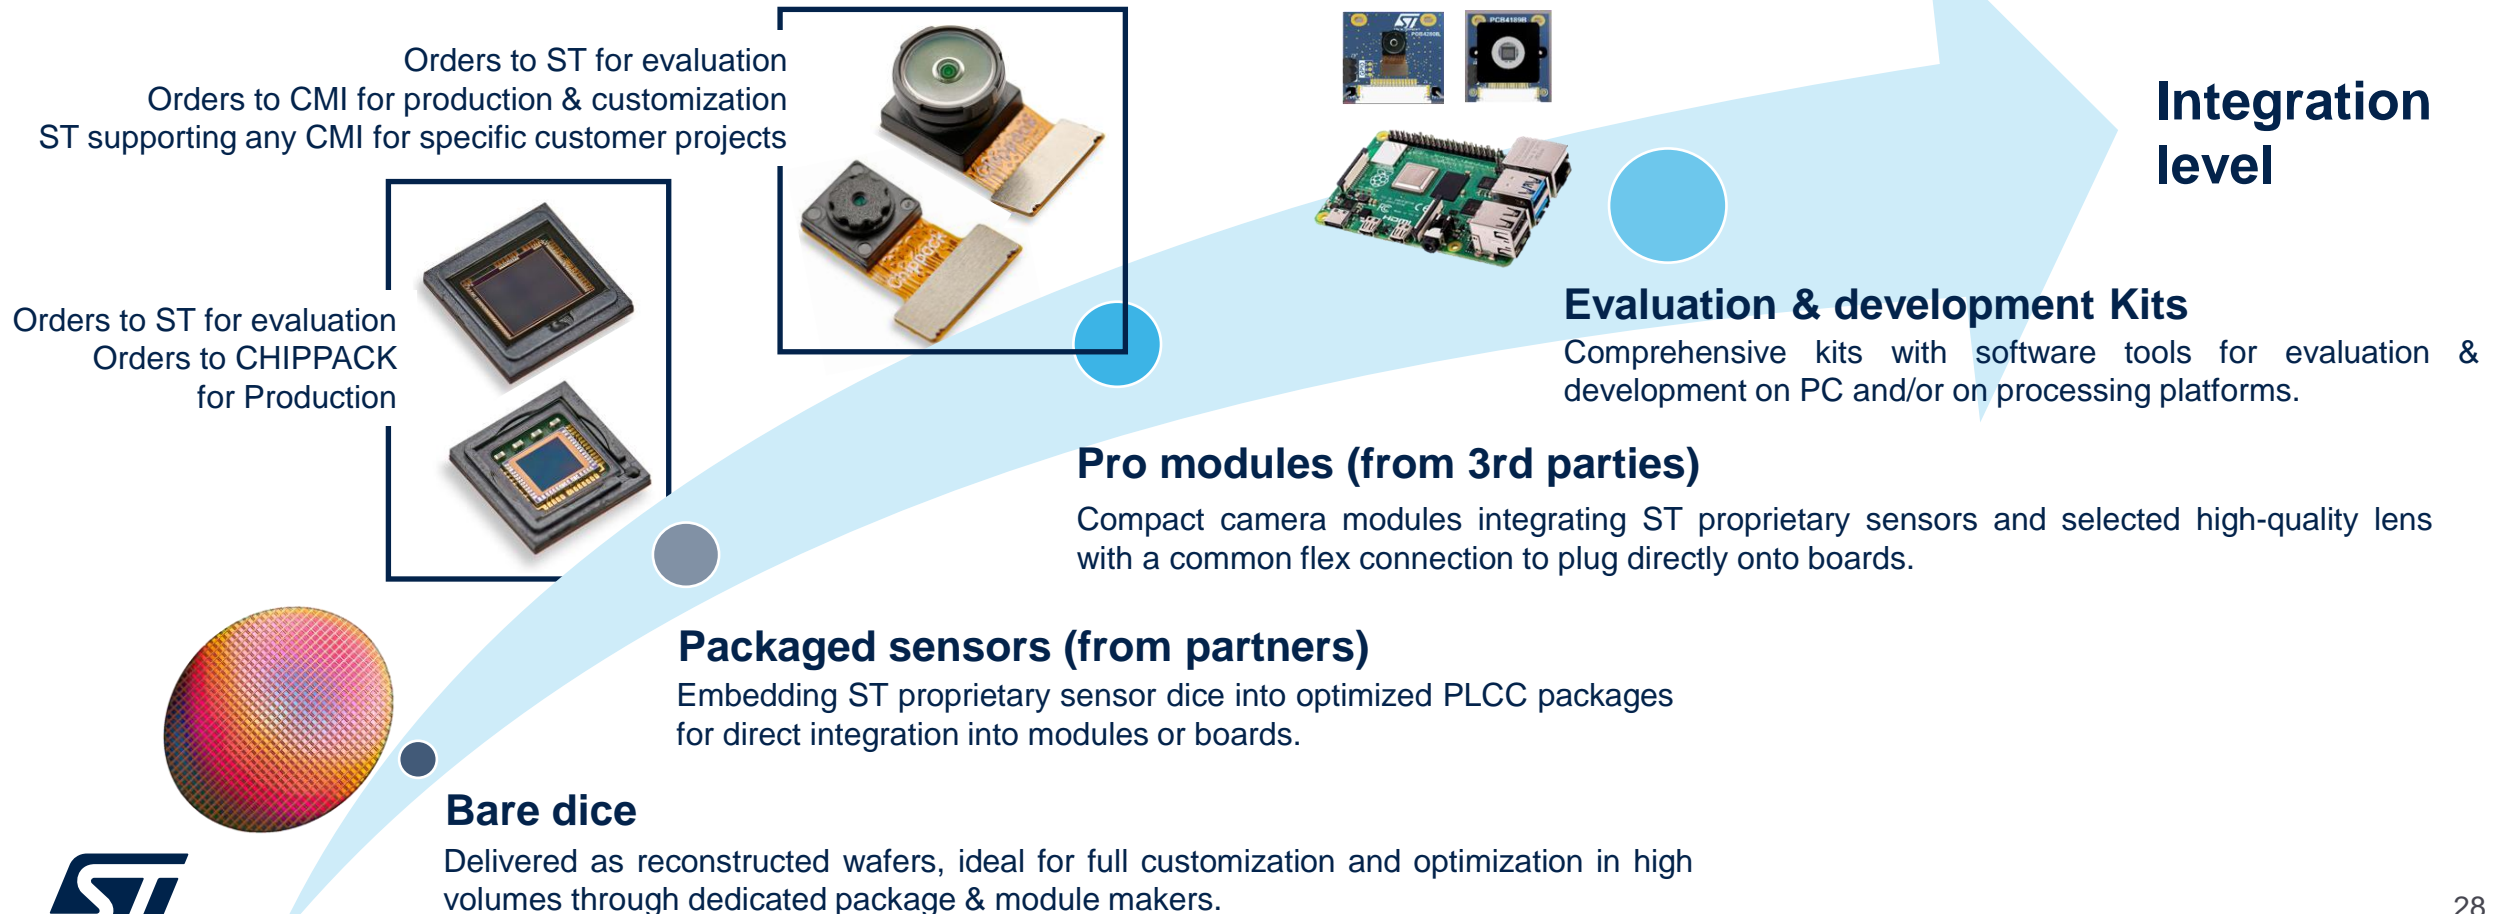 Orders to ST for evaluation
Orders to CMI for production & customization
ST supporting any CMI for specific customer projects
Orders to ST for evaluation
Orders to CHIPPACK
for Production
CHIPPACK
ST
PCB4189B
Integration
level
Evaluation & development Kits
Comprehensive kits with software tools for evaluation &
development on PC and/or on processing platforms.
Pro modules (from 3rd parties)
Compact camera modules integrating ST proprietary sensors and selected high-quality lens
with a common flex connection to plug directly onto boards.
Packaged sensors (from partners)
Embedding ST proprietary sensor dice into optimized PLCC packages
for direct integration into modules or boards.
Bare dice
Delivered as reconstructed wafers, ideal for full customization and optimization in high
volumes through dedicated package & module makers.
ST
28